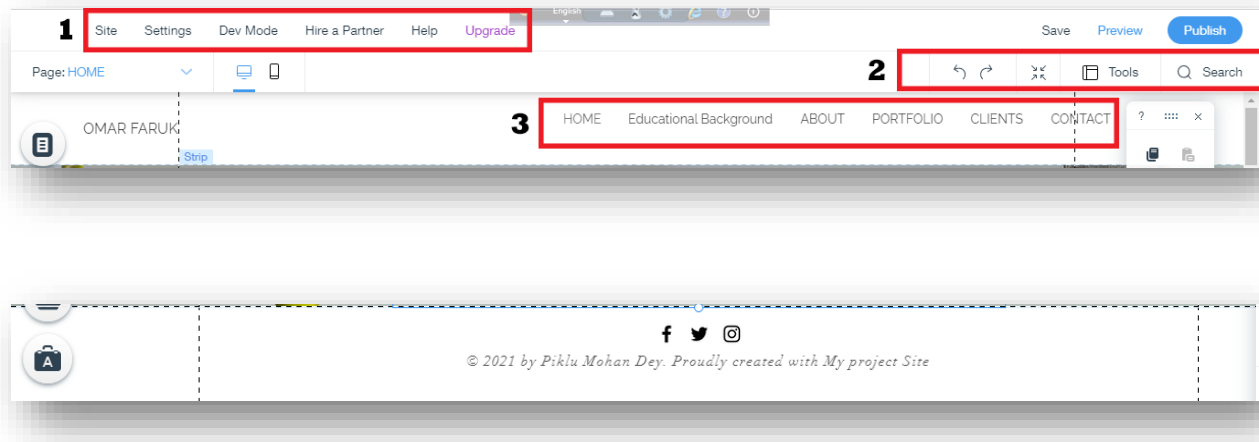 English
1 Site Settings Dev Mode Hire a Partner Help Upgrade Save Preview Publish
Page: HOME 2 Tools Search
3 HOME Educational Background ABOUT PORTFOLIO CLIENTS CONTACT ? ×
OMAR FARUK
Strip
f
A
© 2021 by Piklu Mohan Dey. Proudly created with My project Site